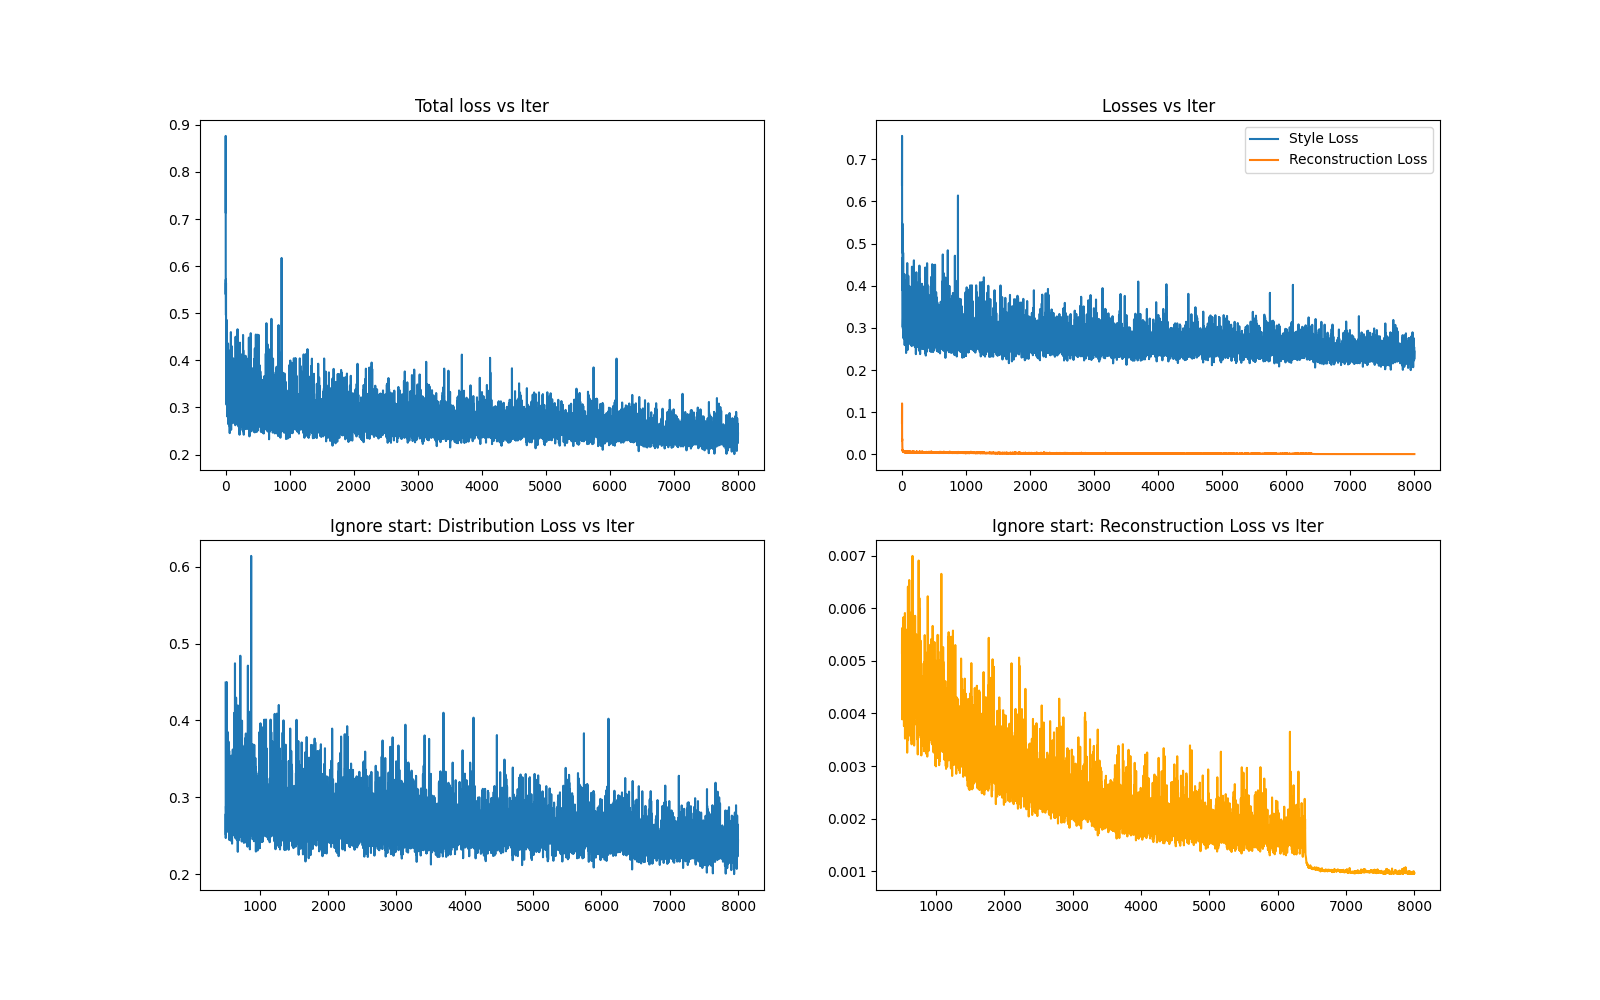 Total loss vs Iter
0.9
0.8
0.7
0.6
0.5
0.4
0.3
0.2
0 1000 2000 3000 4000 5000 6000 7000 8000
Losses vs Iter
Style Loss
Reconstruction Loss
0.7
0.6
0.5
0.4
0.3
0.2
0.1
0.0
0 1000 2000 3000 4000 5000 6000 7000 8000
Ignore start: Distribution Loss vs Iter
0.6
0.5
0.4
0.3
0.2
1000 2000 3000 4000 5000 6000 7000 8000
Ignore start: Reconstruction Loss vs Iter
0.007
0.006
0.005
0.004
0.003
0.002
0.001
1000 2000 3000 4000 5000 6000 7000 8000